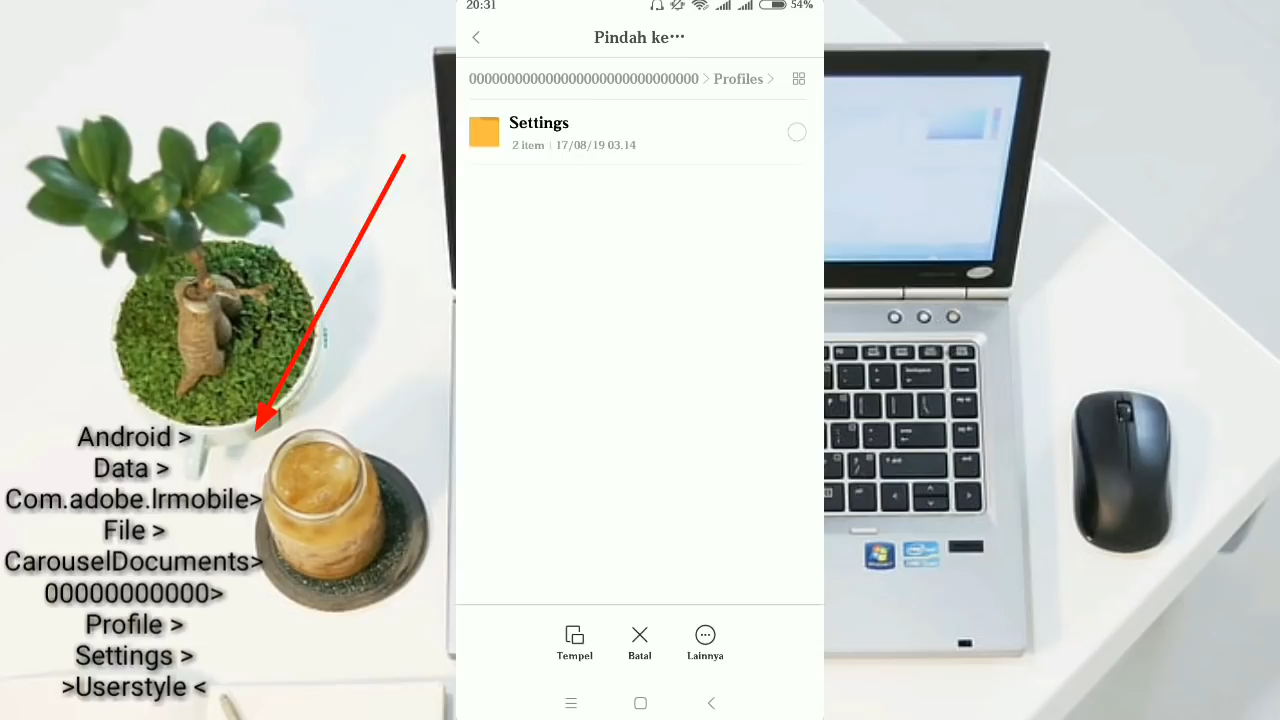 20:31
54%
Pindah ke···
000000000000000000000000000000 > Profiles >
Settings
2 item | 17/08/19 03.14
Tempel
Batal
Lainnya
Android >
Data >
Com.adobe.lrmobile>
File >
CarouselDocuments>
00000000000>
Profile >
Settings >
>Userstyle <